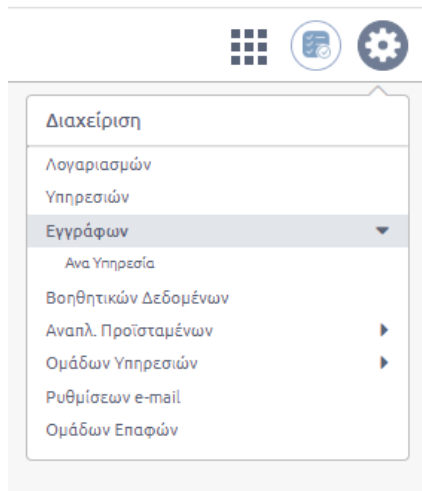 Διαχείριση
Λογαριασμών
Υπηρεσιών
Εγγράφων
Ανα Υπηρεσία
Βοηθητικών Δεδομένων
Αναπλ. Προϊσταμένων
Ομάδων Υπηρεσιών
Ρυθμίσεων e-mail
Ομάδων Επαφών